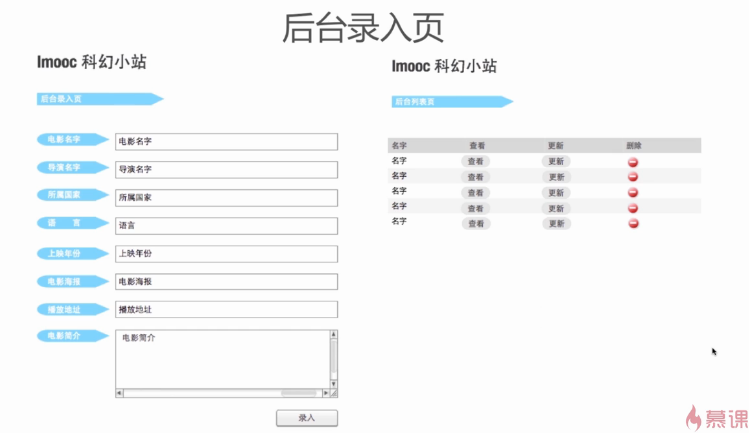 后台录入页
Imooc 科幻小站
后台录入页
电影名字 电影名字
导演名字 导演名字
所属国家 所属国家
语 言 语言
上映年份 上映年份
电影海报 电影海报
播放地址 播放地址
电影简介 电影简介
录入
Imooc 科幻小站
后台列表页
名字 查看 更新 删除
名字 查看 更新
名字 查看 更新
名字 查看 更新
名字 查看 更新
名字 查看 更新
慕课